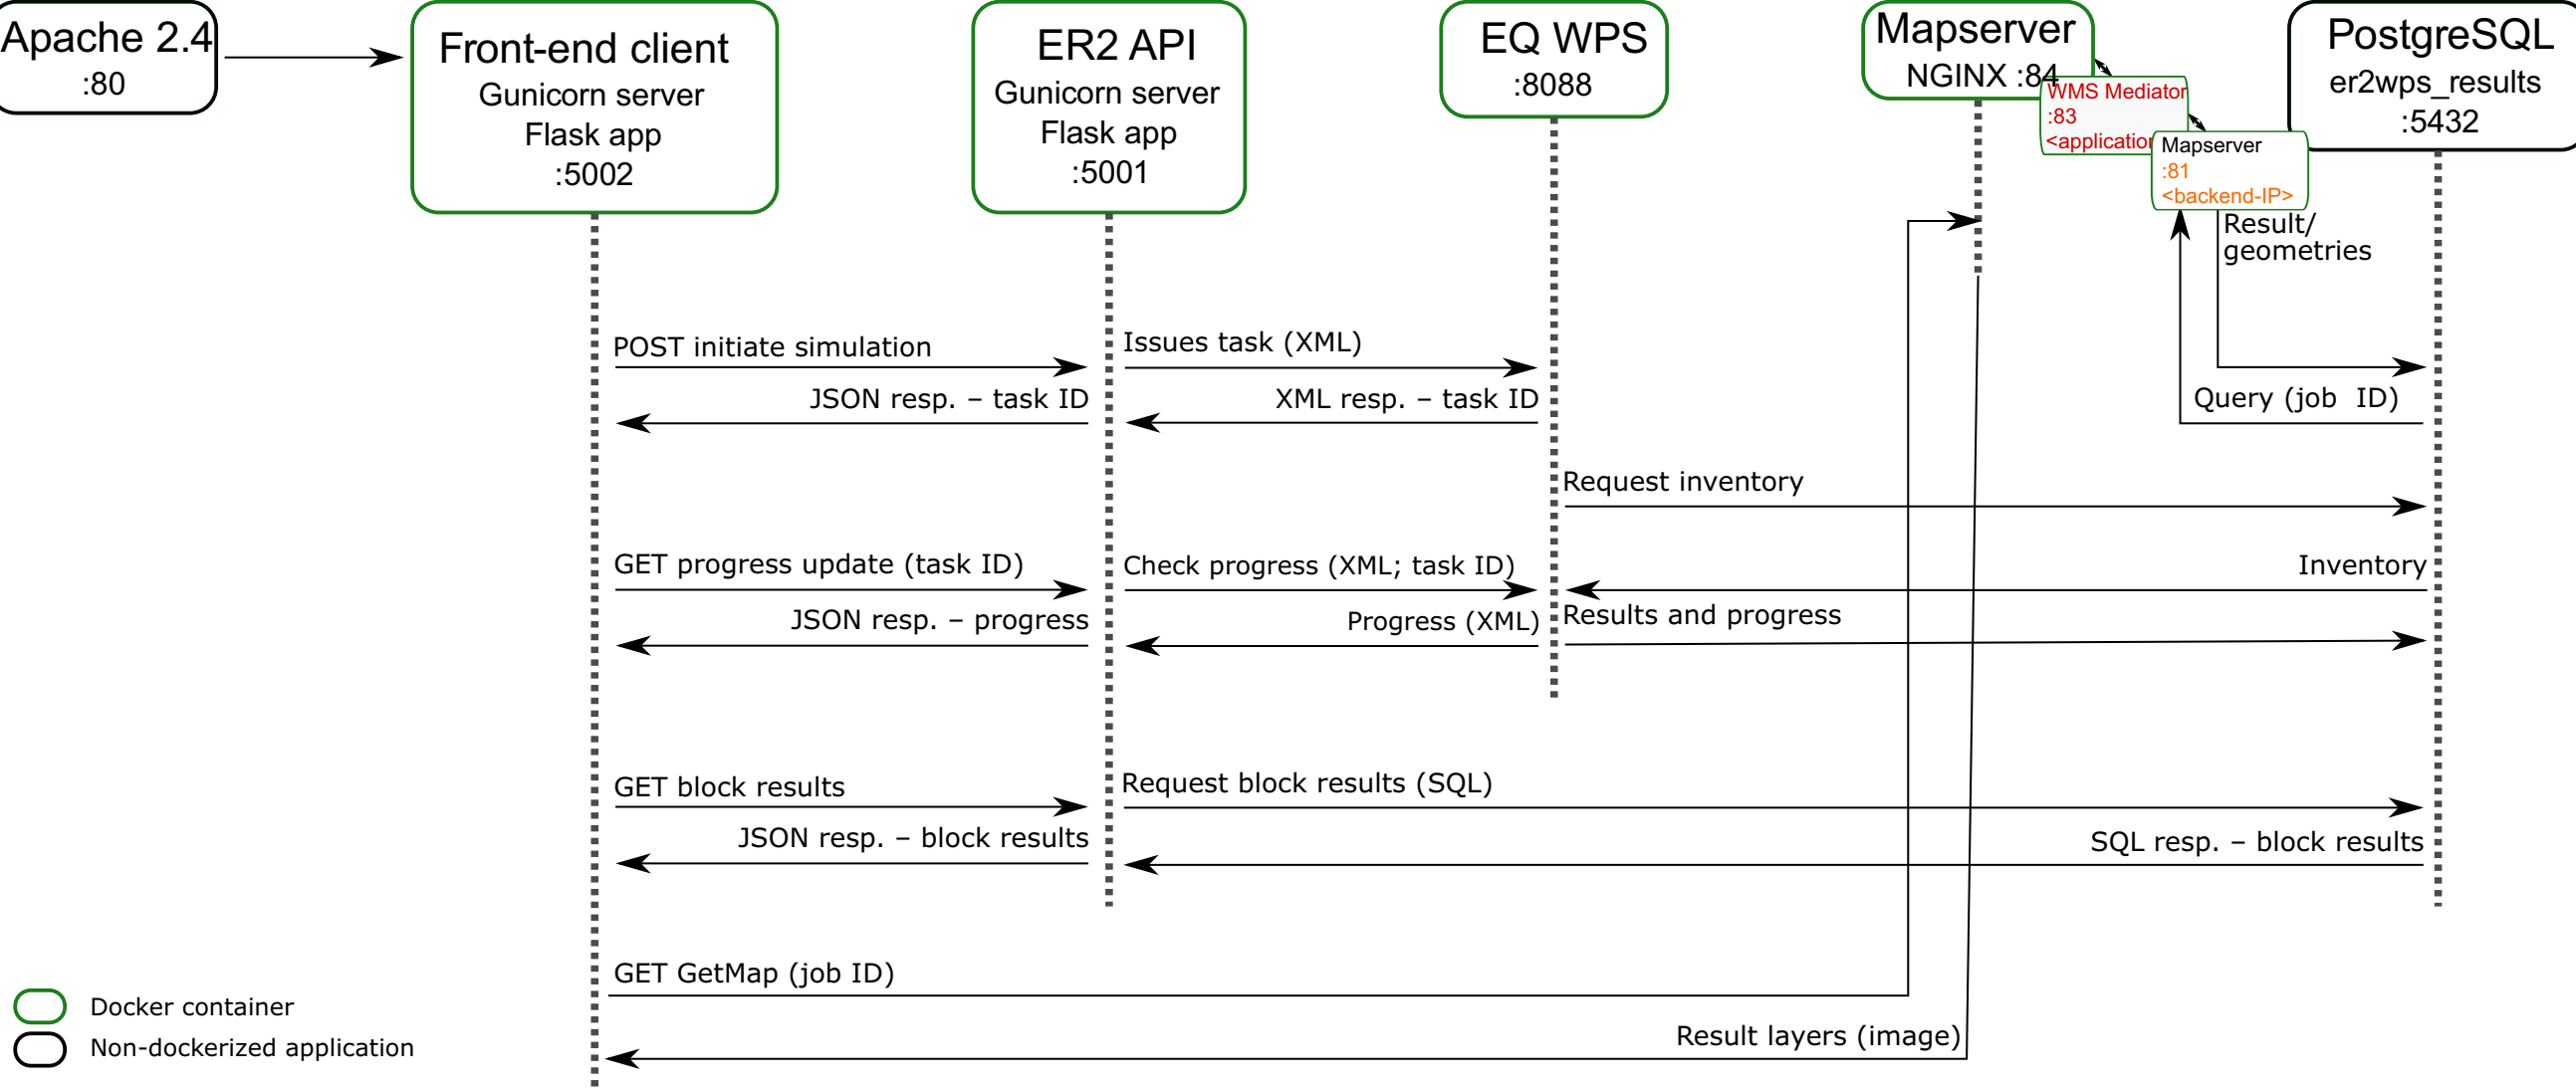 Apache 2.4
:80
Front-end client
Gunicorn server
Flask app
:5002
ER2 API
Gunicorn server
Flask app
:5001
EQ WPS
:8088
Mapserver
NGINX :84
WMS Mediator
:83
<application
Mapserver
:81
<backend-IP>
PostgreSQL
er2wps_results
:5432
Result/
geometries
POST initiate simulation
Issues task (XML)
JSON resp. – task ID
XML resp. – task ID
Query (job ID)
Request inventory
GET progress update (task ID)
Check progress (XML; task ID)
Inventory
JSON resp. – progress
Progress (XML)
Results and progress
GET block results
Request block results (SQL)
JSON resp. – block results
SQL resp. – block results
GET GetMap (job ID)
Result layers (image)
Docker container
Non-dockerized application